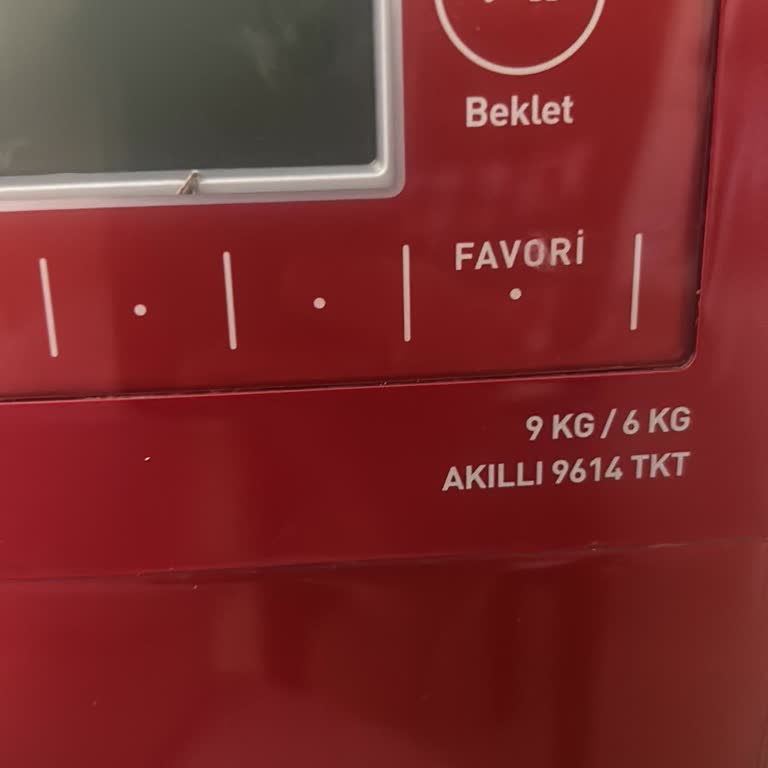 Beklet
FAVORİ
9 KG / 6 KG
AKILLI 9614 TKT